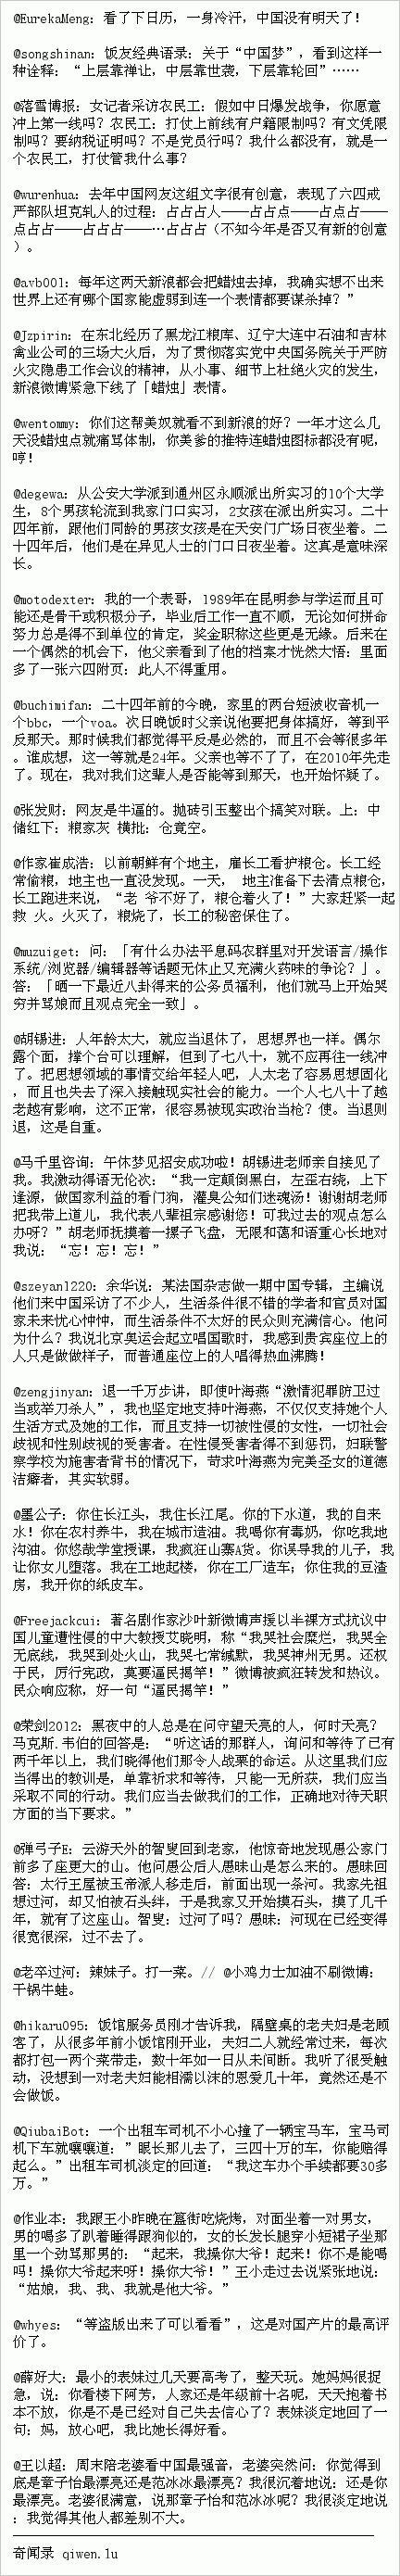 @EurekaMeng: 看了下日历，一身冷汗，中国没有明天了！
@songshinan: 饭友经典语录：关于“中国梦”，看到这样一
种诠释：“上层靠禅让，中层靠世袭，下层靠轮回”……
@落雪博报: 女记者采访农民工：假如中日爆发战争，你愿意
冲上第一线吗？农民工：打仗上前线有户籍限制吗？有文凭限
制吗？要纳税证明吗？不是党员行吗？我什么都没有，就是一
个农民工，打仗管我什么事？
@wurenhua: 去年中国网友这组文字很有创意，表现了六四戒
严部队坦克轧人的过程：占占占人——占占点——占点占——
点占占——占占占——…占占占（不知今年是否又有新的创意
）。
@avb001: 每年这两天新浪都会把蜡烛去掉，我确实想不出来
世界上还有哪个国家能虚弱到连一个表情都要谋杀掉？”
@Jzpirin: 在东北经历了黑龙江粮库、辽宁大连中石油和吉林
禽业公司的三场大火后，为了贯彻落实党中央国务院关于严防
火灾隐患工作会议的精神，从小事、细节上杜绝火灾的发生，
新浪微博紧急下线了「蜡烛」表情。
@wentommy: 你们这帮美奴就看不到新浪的好？一年才这么几
天没蜡烛点就痛骂体制，你美爹的推特连蜡烛图标都没有呢，
哼！
@degewa: 从公安大学派到通州区永顺派出所实习的10个大学
生，8个男孩轮流到我家门口实习，2女孩在派出所实习。二十
四年前，跟他们同龄的男孩女孩是在天安门广场日夜坐着。二
十四年后，他们是在异见人士的门口日夜坐着。这真是意味深
长。
@motodexter: 我的一个表哥，1989年在昆明参与学运而且可
能还是骨干或积极分子，毕业后工作一直不顺，无论如何拼命
努力总是得不到单位的肯定，奖金职称这些更是无缘。后来在
一个偶然的机会下，他父亲看到了他的档案才恍然大悟：里面
多了一张六四附页：此人不得重用。
@buchimifan: 二十四年前的今晚，家里的两台短波收音机一
个bbc，一个voa。次日晚饭时父亲说他要把身体搞好，等到平
反那天。那时候我们都觉得平反是必然的，而且不会等很多年
。谁成想，这一等就是24年。父亲也等不了了，在2010年先走
了。现在，我对我们这辈人是否能等到那天，也开始怀疑了。
@张发财: 网友是牛逼的。抛砖引玉整出个搞笑对联。上：中
储红下：粮家灰 横批：仓竟空。
@作家崔成浩: 以前朝鲜有个地主，雇长工看护粮仓。长工经
常偷粮，地主也一直没发现。一天， 地主准备下去清点粮仓，
长工跑进来说，“老 爷不好了，粮仓着火了！”大家赶紧一起
救 火。火灭了，粮烧了，长工的秘密保住了。
@muzuiget: 问：「有什么办法平息码农群里对开发语言/操作
系统/浏览器/编辑器等话题无休止又充满火药味的争论？」。
答：「晒一下最近八卦得来的公务员福利，他们就马上开始哭
穷并骂娘而且观点完全一致」。
@胡锡进: 人年龄太大，就应当退休了，思想界也一样。偶尔
露个面，撑个台可以理解，但到了七八十，就不应再往一线冲
了。把思想领域的事情交给年轻人吧，人太老了容易思想固化
，而且也失去了深入接触现实社会的能力。一个人七八十了越
老越有影响，这不正常，很容易被现实政治当枪？使。当退则
退，这是自重。
@马千里咨询: 午休梦见招安成功啦！胡锡进老师亲自接见了
我。我激动得语无伦次：“我一定颠倒黑白，左歪右绕，上下
逢源，做国家利益的看门狗，灌臭公知们迷魂汤！谢谢胡老师
把我带上道儿，我代表八辈祖宗感谢您！可我过去的观点怎么
办呀？”胡老师抚摸着一摞子飞盘，无限和蔼和语重心长地对
我说：“忘！忘！忘！”
@szeyan1220: 余华说：某法国杂志做一期中国专辑，主编说
他们来中国采访了不少人，生活条件很不错的学者和官员对国
家未来忧心忡忡，而生活条件不太好的民众则充满信心。他问
为什么？我说北京奥运会起立唱国歌时，我感到贵宾座位上的
人只是做做样子，而普通座位上的人唱得热血沸腾！
@zengjinyan: 退一千万步讲，即使叶海燕“激情犯罪防卫过
当或举刀杀人”，我也坚定地支持叶海燕，不仅仅支持她个人
生活方式及她的工作，而且支持一切被性侵的女性，一切社会
歧视和性别歧视的受害者。在性侵受害者得不到惩罚，妇联警
察学校为施害者背书的情况下，苛求叶海燕为完美圣女的道德
洁癖者，其实软弱。
@墨公子: 你住长江头，我住长江尾。你的下水道，我的自来
水！你在农村养牛，我在城市造油。我喝你有毒奶，你吃我地
沟油。你悠哉学堂授课，我疯狂山寨A货。你误导我的儿子，我
让你女儿堕落。我在工地起楼，你在工厂造车；你住我的豆渣
房，我开你的纸皮车。
@Freejackcui: 著名剧作家沙叶新微博声援以半裸方式抗议中
国儿童遭性侵的中大教授艾晓明，称“我哭社会糜烂，我哭全
无底线，我哭到处火山，我哭七常缄默，我哭神州无男。还权
于民，厉行宪政，莫要逼民揭竿！”微博被疯狂转发和热议。
民众响应称，好一句“逼民揭竿！”
@荣剑2012: 黑夜中的人总是在问守望天亮的人，何时天亮？
马克斯.韦伯的回答是：“听这话的那群人，询问和等待了已有
两千年以上，我们晓得他们那令人战栗的命运。从这里我们应
当得出的教训是，单靠祈求和等待，只能一无所获，我们应当
采取不同的行动。我们应当去做我们的工作，正确地对待天职
方面的当下要求。”
@弹弓子E: 云游天外的智叟回到老家，他惊奇地发现愚公家门
前多了座更大的山。他问愚公后人愚昧山是怎么来的。愚昧回
答：太行王屋被玉帝派人移走后，前面出现一条河。我家先祖
想过河，却又怕被石头绊，于是我家又开始摸石头，摸了几千
年，就有了这座山。智叟：过河了吗？愚昧：河现在已经变得
很宽很深，过不去了。
@老卒过河: 辣妹子。打一菜。// @小鸡力士加油不刷微博：
干锅牛蛙。
@hikaru095: 饭馆服务员刚才告诉我，隔壁桌的老夫妇是老顾
客了，从很多年前小饭馆刚开业，夫妇二人就经常过来，每次
都打包一两个菜带走，数十年如一日从未间断。我听了很受触
动，没想到一对老夫妇能相濡以沫的恩爱几十年，竟然还是不
会做饭。
@QiubaiBot: 一个出租车司机不小心撞了一辆宝马车，宝马司
机下车就嚷嚷道：”眼长那儿去了，三四十万的车，你能赔得
起么。”出租车司机淡定的回道：“我这车办个手续都要30多
万。”
@作业本: 我跟王小昨晚在簋街吃烧烤，对面坐着一对男女，
男的喝多了趴着睡得跟狗似的，女的长发长腿穿小短裙子坐那
里一个劲骂那男的：“起来，我操你大爷！起来！你不是能喝
吗！操你大爷起来呀！操你大爷！”王小走过去说紧张地说：
“姑娘，我、我、我就是他大爷。”
@whyes: “等盗版出来了可以看看”，这是对国产片的最高评
价了。
@薛好大: 最小的表妹过几天要高考了，整天玩。她妈妈很捉
急，说：你看楼下阿芳，人家还是年级前十名呢，天天抱着书
本不放，你是不是已经对自己失去信心了？表妹淡定地回了一
句：妈，放心吧，我比她长得好看。
@王以超: 周末陪老婆看中国最强音，老婆突然问：你觉得到
底是章子怡最漂亮还是范冰冰最漂亮？我很沉着地说：还是你
最漂亮。老婆很满意，说那章子怡和范冰冰呢？我很淡定地说
：我觉得其他人都差别不大。
奇闻录 qiwen.lu